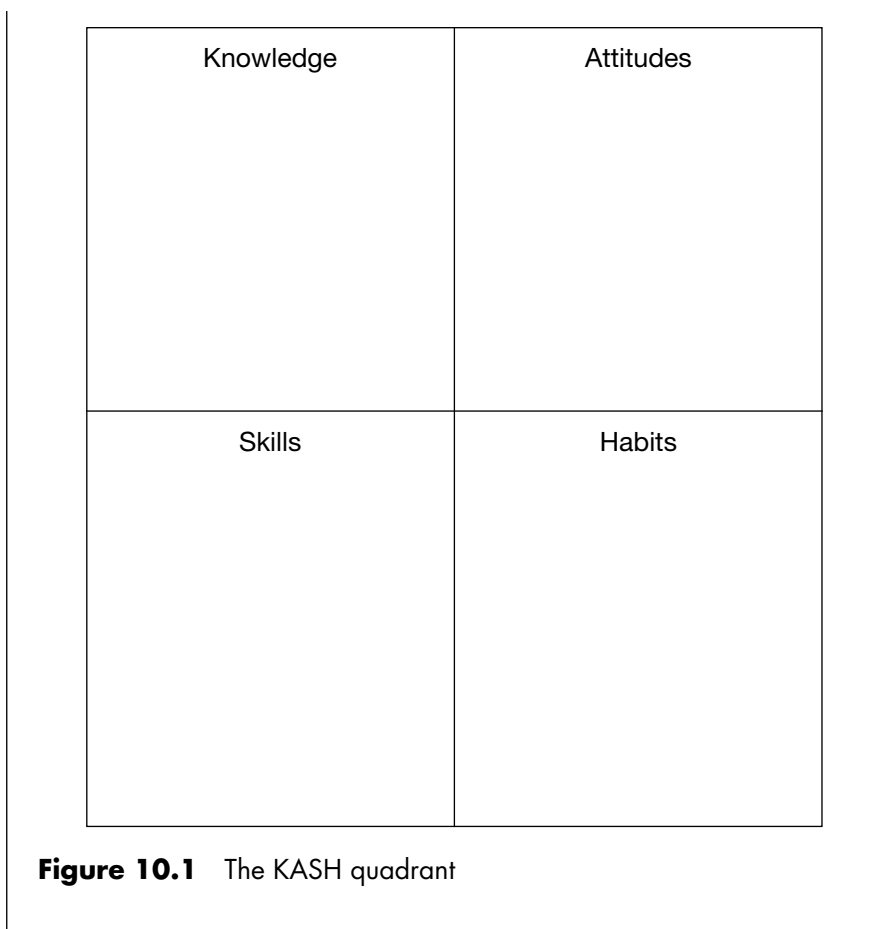 Knowledge
Attitudes
Skills
Habits
Figure 10.1 The KASH quadrant